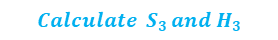 Calculate S₃ and H₃